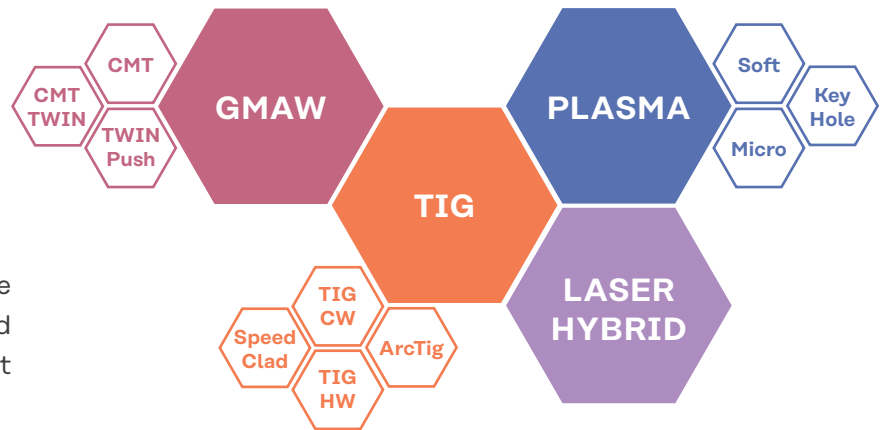 CMT
CMT
TWIN
TWIN
Push
GMAW
PLASMA
Soft
Key
Hole
Micro
TIG
LASER
HYBRID
TIG
CW
Speed
Clad
ArcTig
TIG
HW
e
d
t